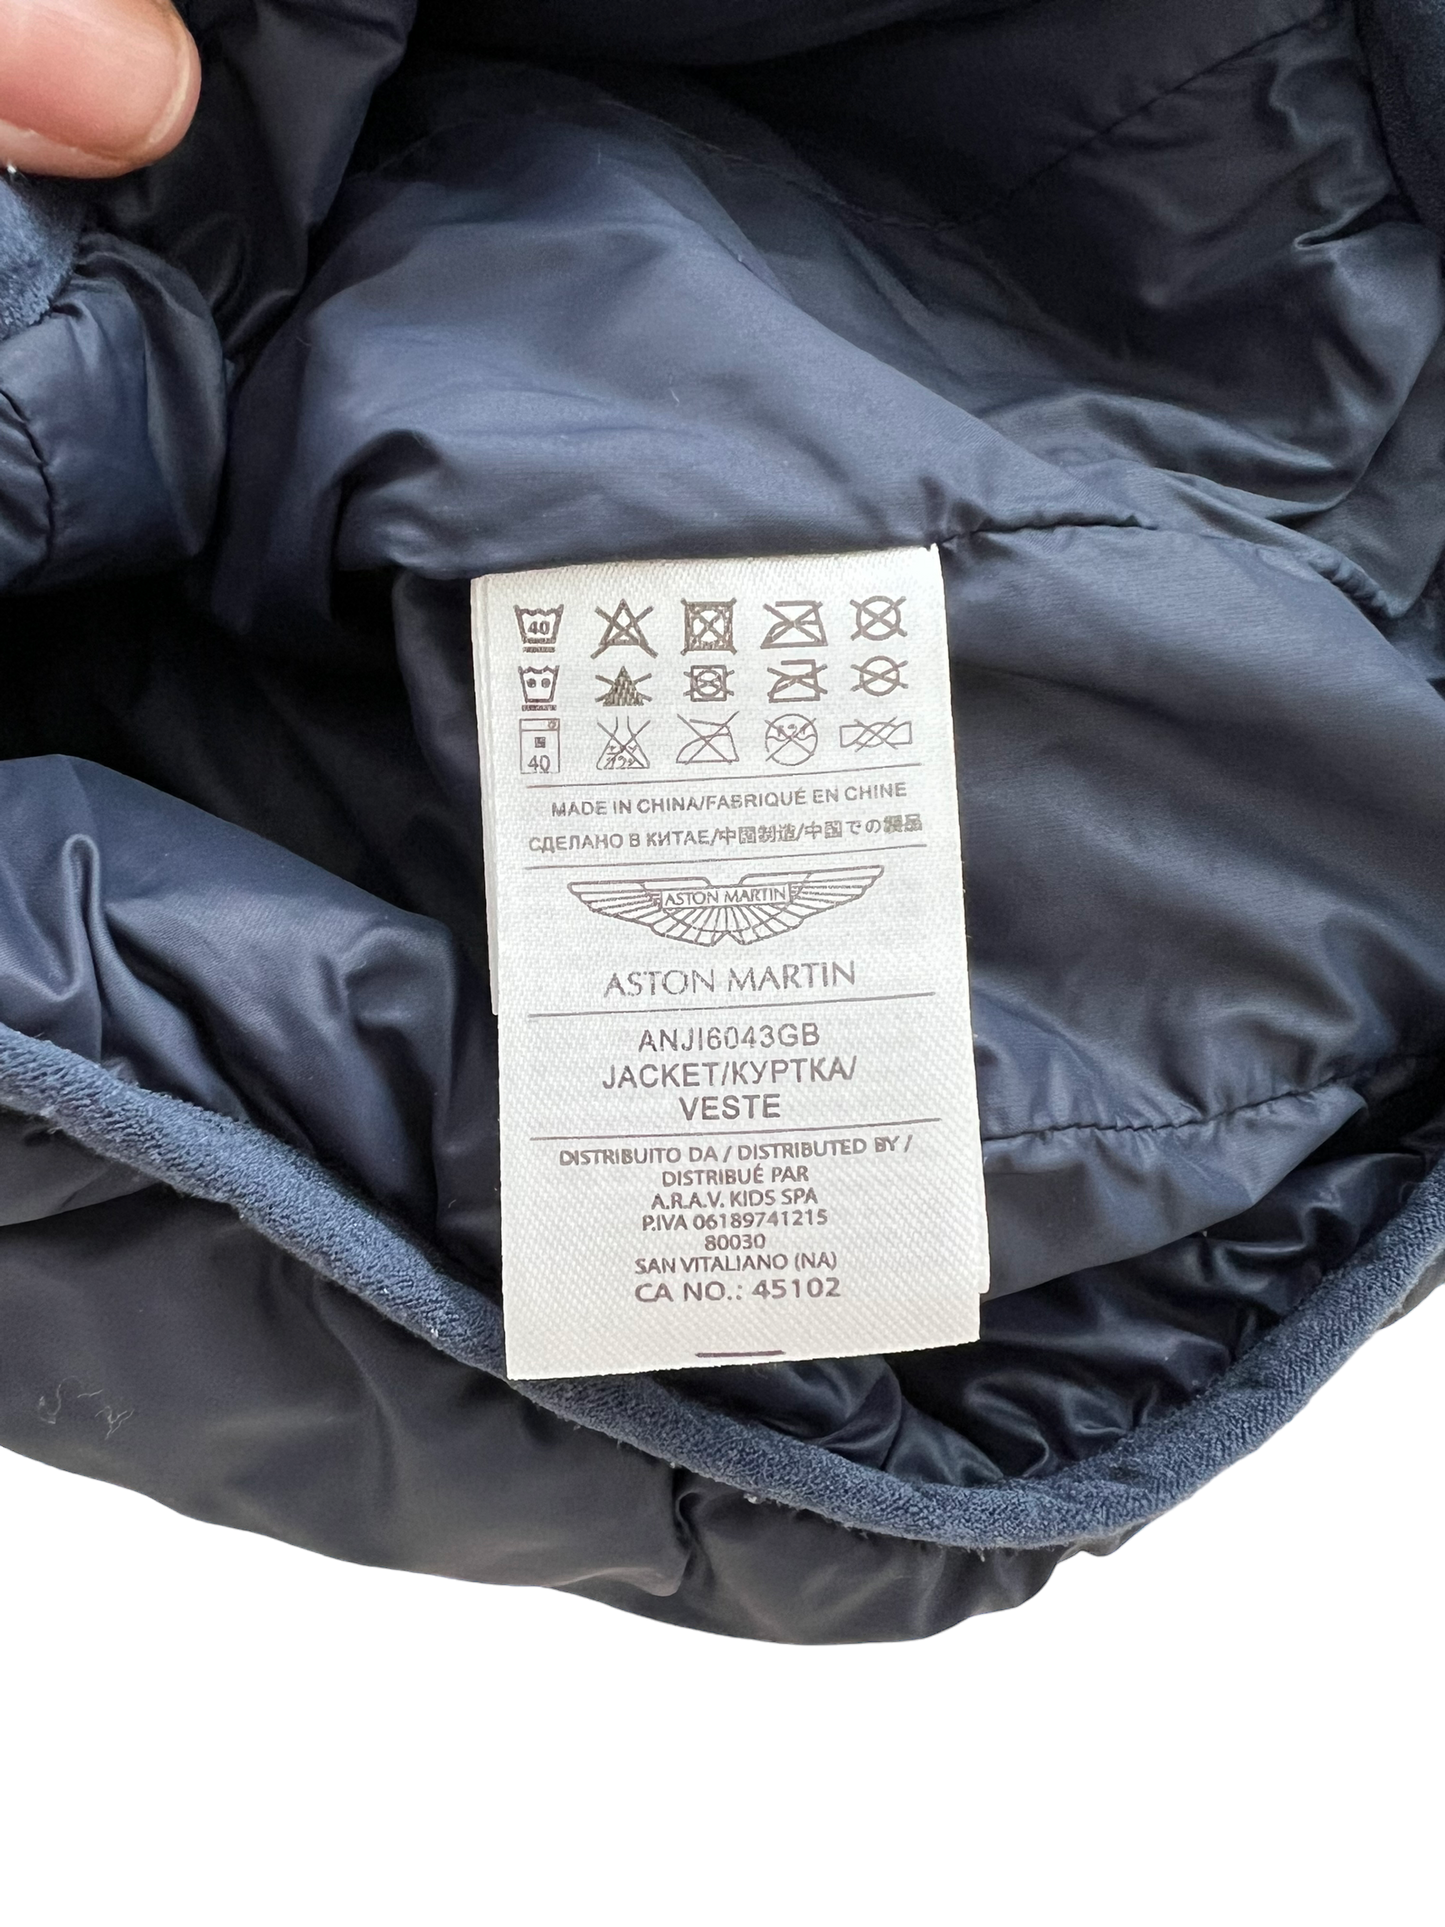 40
40
MADE IN CHINA/FABRIQUÉ EN CHINE
СДЕЛАНО В КИТАЕ/中國制造/中国での製品
ASTON MARTIN
ASTON MARTIN
ANJI6043GB
JACKET/КУРТКА/
VESTE
DISTRIBUITO DA / DISTRIBUTED BY /
DISTRIBUÉ PAR
A.R.A.V. KIDS SPA
P.IVA 06189741215
80030
SAN VITALIANO (NA)
CA NO.: 45102